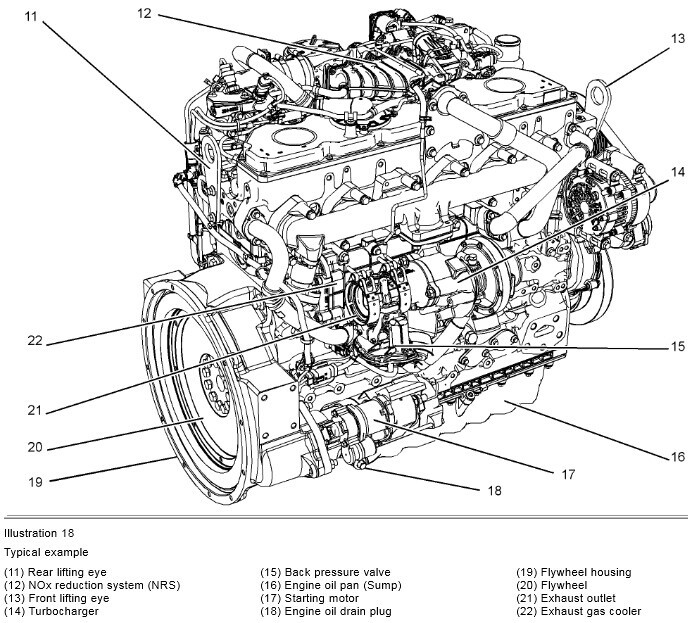 11
12
13
14
22
15
21
20
19
16
17
18
Illustration 18
Typical example
(11) Rear lifting eye
(12) NOx reduction system (NRS)
(13) Front lifting eye
(14) Turbocharger
(15) Back pressure valve
(16) Engine oil pan (Sump)
(17) Starting motor
(18) Engine oil drain plug
(19) Flywheel housing
(20) Flywheel
(21) Exhaust outlet
(22) Exhaust gas cooler